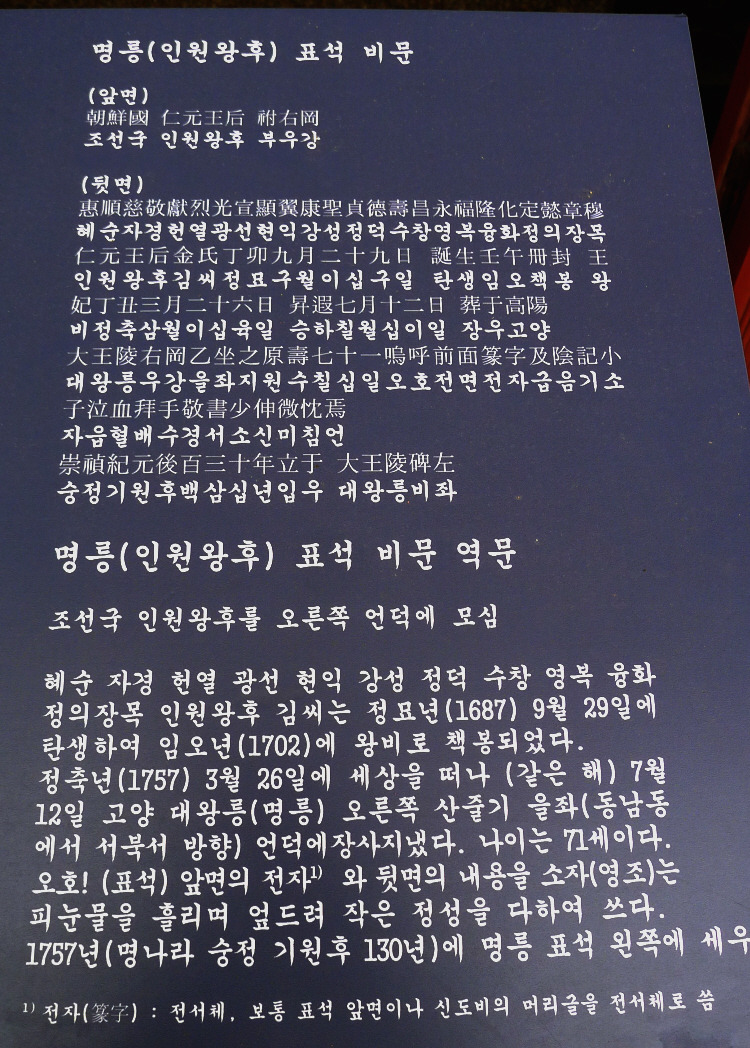 명릉(인원왕후) 표석 비문
(앞면)
朝鮮國 仁元王后 祔右岡
조선국 인원왕후 부우강
(뒷면)
惠順慈敬獻烈光宣顯翼康聖貞德壽昌永福隆化定懿章穆
혜순자경헌열광선현익강성정덕수창영복융화정의장목
仁元王后金氏丁卯九月二十九日 誕生壬午冊封 王
인원왕후김씨정묘구월이십구일 탄생임오책봉 왕
妃丁丑三月二十六日 昇遐七月十二日 葬于高陽
비정축삼월이십육일 승하칠월십이일 장우고양
大王陵右岡乙坐之原壽七十一嗚呼前面篆字及陰記小
대왕릉우강을좌지원수칠십일오호전면전자급음기소
子泣血拜手敬書少伸微忱焉
자읍혈배수경서소신미침언
崇禎紀元後百三十年立于 大王陵碑左
숭정기원후백삼십년입우 대왕릉비좌
명릉(인원왕후) 표석 비문 역문
조선국 인원왕후를 오른쪽 언덕에 모심
혜순 자경 헌열 광선 현익 강성 정덕 수창 영복 융화
정의장목 인원왕후 김씨는 정묘년(1687) 9월 29일에
탄생하여 임오년(1702)에 왕비로 책봉되었다.
정축년(1757) 3월 26일에 세상을 떠나 (같은 해) 7월
12일 고양 대왕릉(명릉) 오른쪽 산줄기 을좌(동남동
에서 서북서 방향) 언덕에장사지냈다. 나이는 71세이다.
오호! (표석) 앞면의 전자1) 와 뒷면의 내용을 소자(영조)는
피눈물을 흘리며 엎드려 작은 정성을 다하여 쓰다.
1757년(명나라 숭정 기원후 130년)에 명릉 표석 왼쪽에 세우
1) 전자(篆字) : 전서체, 보통 표석 앞면이나 신도비의 머리글을 전서체로 씀